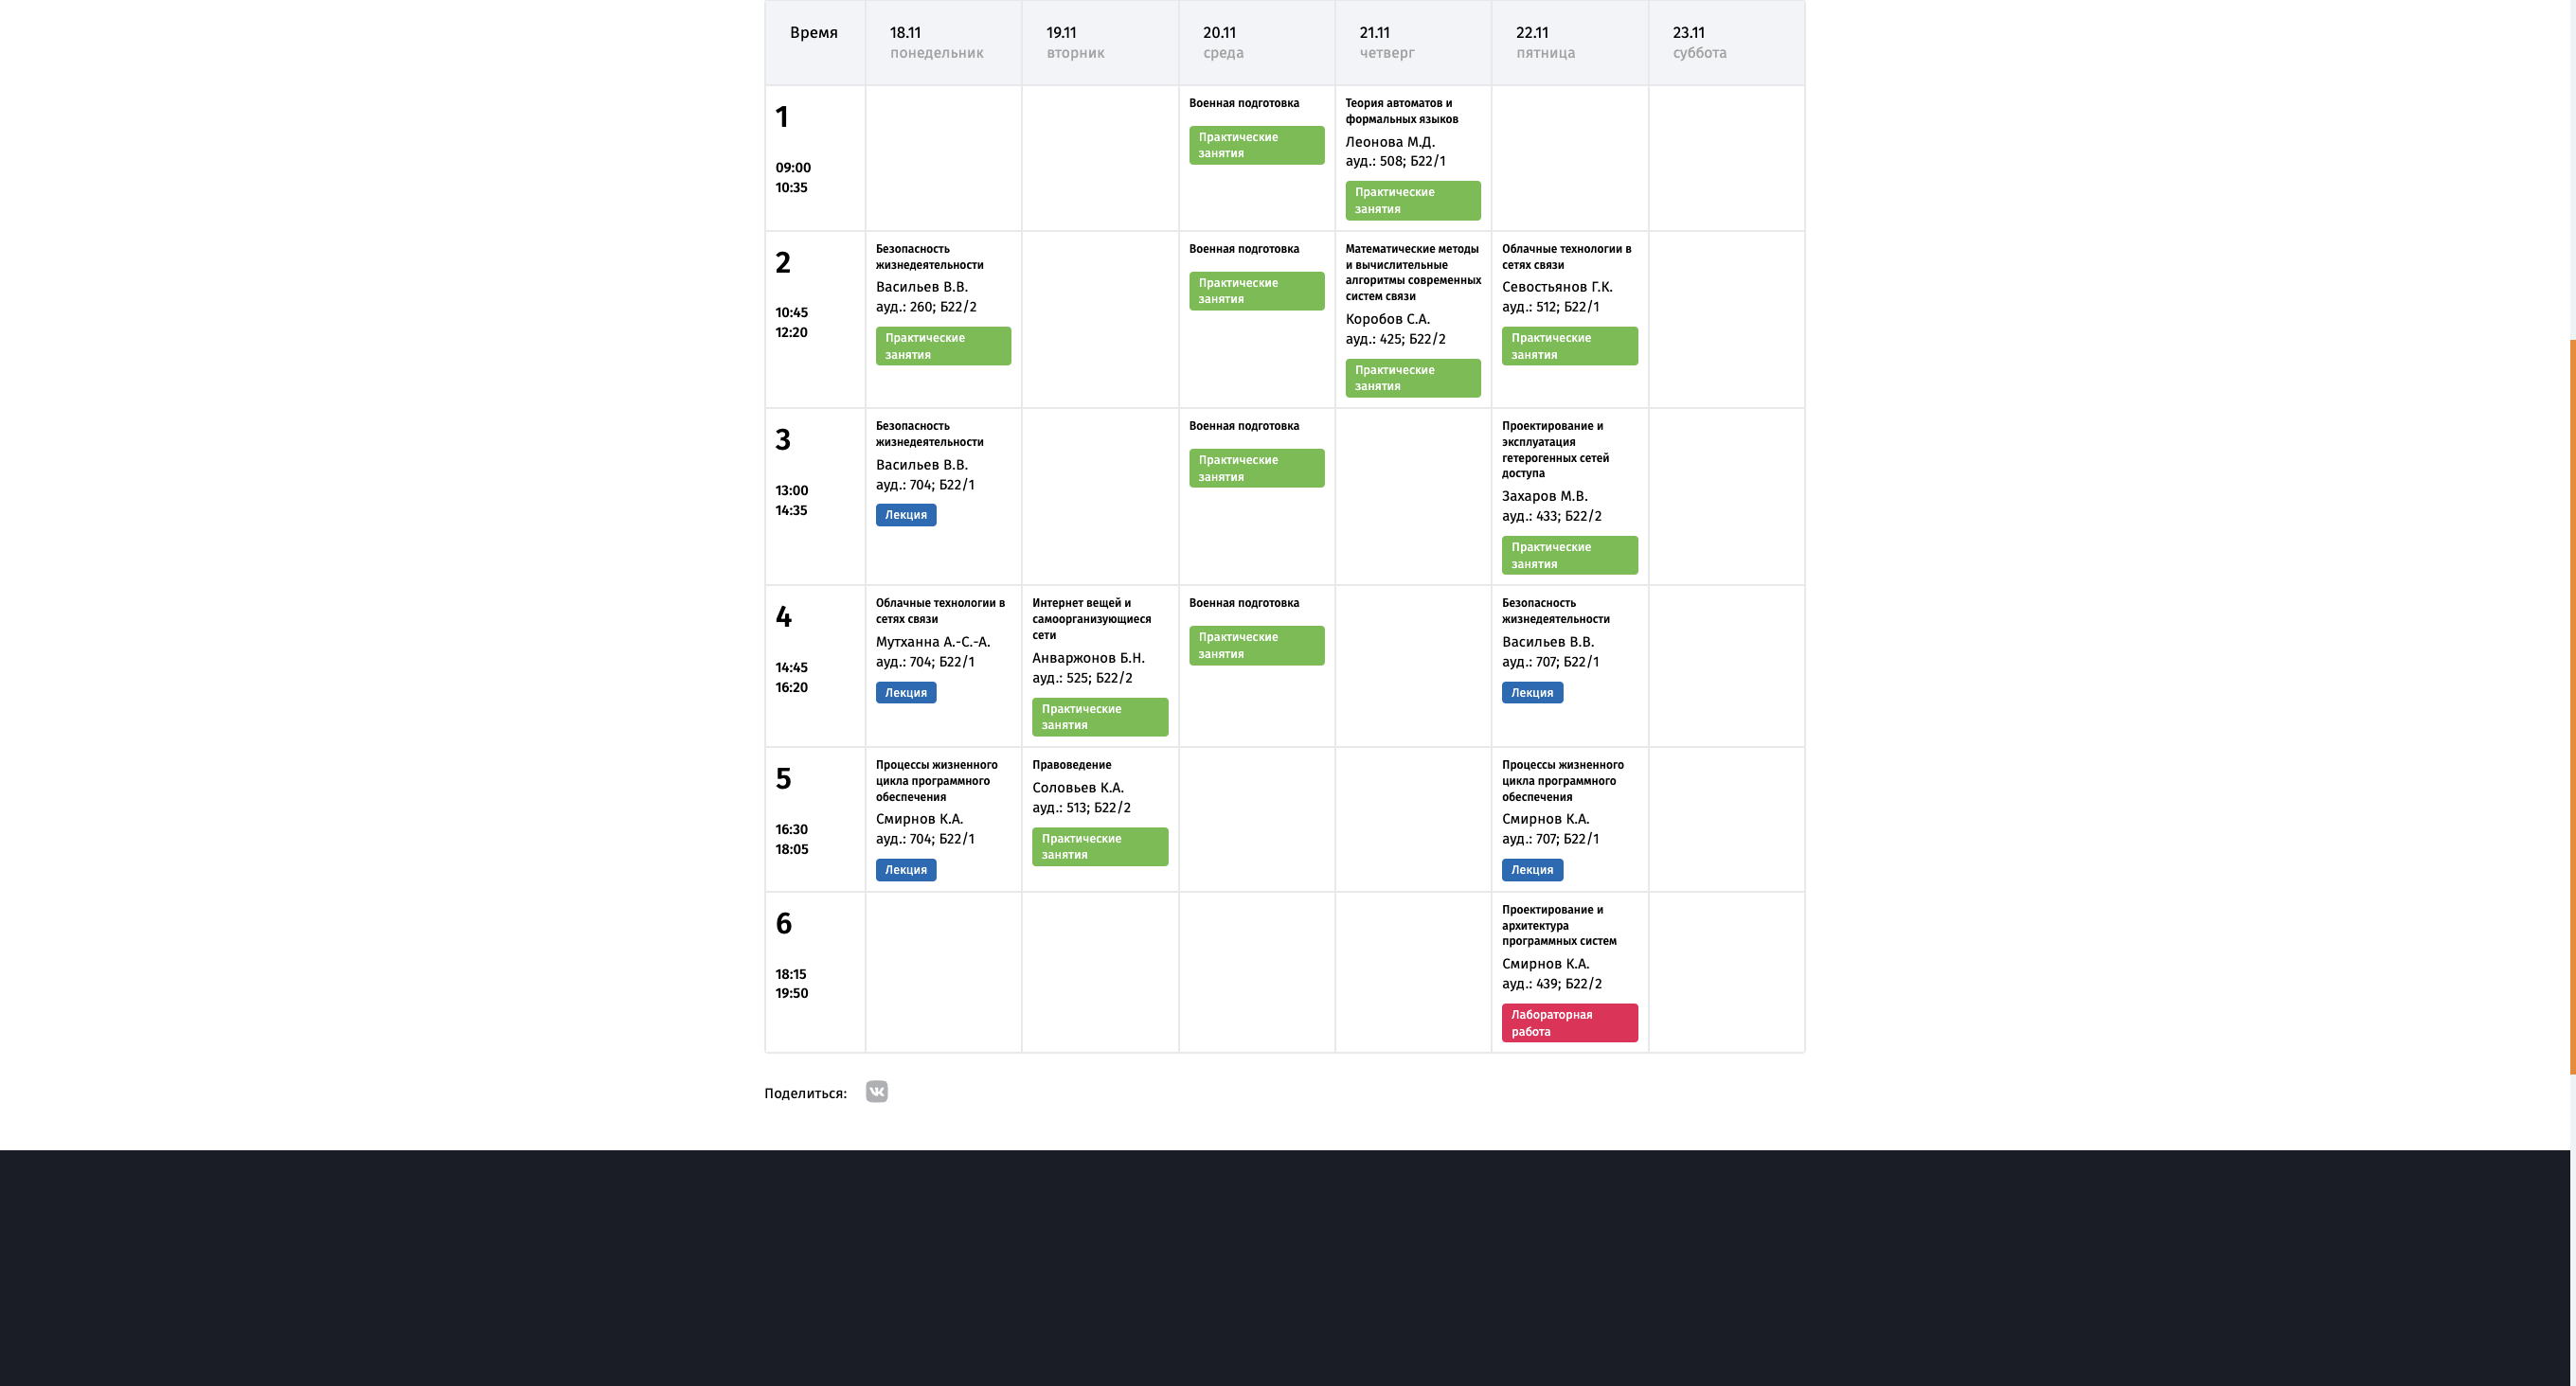 Время
18.11
понедельник
19.11
вторник
20.11
среда
21.11
четверг
22.11
пятница
23.11
суббота
1
09:00
10:35
Военная подготовка
Практические
занятия
Теория автоматов и
формальных языков
Леонова М.Д.
ауд.: 508; Б22/1
Практические
занятия
2
10:45
12:20
Безопасность
жизнедеятельности
Васильев В.В.
ауд.: 260; Б22/2
Практические
занятия
Военная подготовка
Практические
занятия
Математические методы
и вычислительные
алгоритмы современных
систем связи
Коробов С.А.
ауд.: 425; Б22/2
Практические
занятия
Облачные технологии в
сетях связи
Севостьянов Г.К.
ауд.: 512; Б22/1
Практические
занятия
3
13:00
14:35
Безопасность
жизнедеятельности
Васильев В.В.
ауд.: 704; Б22/1
Лекция
Военная подготовка
Практические
занятия
Проектирование и
эксплуатация
гетерогенных сетей
доступа
Захаров М.В.
ауд.: 433; Б22/2
Практические
занятия
4
14:45
16:20
Облачные технологии в
сетях связи
Мутханна А.-С.-А.
ауд.: 704; Б22/1
Лекция
Интернет вещей и
самоорганизующиеся
сети
Анваржонов Б.Н.
ауд.: 525; Б22/2
Практические
занятия
Военная подготовка
Практические
занятия
Безопасность
жизнедеятельности
Васильев В.В.
ауд.: 707; Б22/1
Лекция
5
16:30
18:05
Процессы жизненного
цикла программного
обеспечения
Смирнов К.А.
ауд.: 704; Б22/1
Лекция
Правоведение
Соловьев К.А.
ауд.: 513; Б22/2
Практические
занятия
Процессы жизненного
цикла программного
обеспечения
Смирнов К.А.
ауд.: 707; Б22/1
Лекция
6
18:15
19:50
Проектирование и
архитектура
программных систем
Смирнов К.А.
ауд.: 439; Б22/2
Лабораторная
работа
Поделиться: